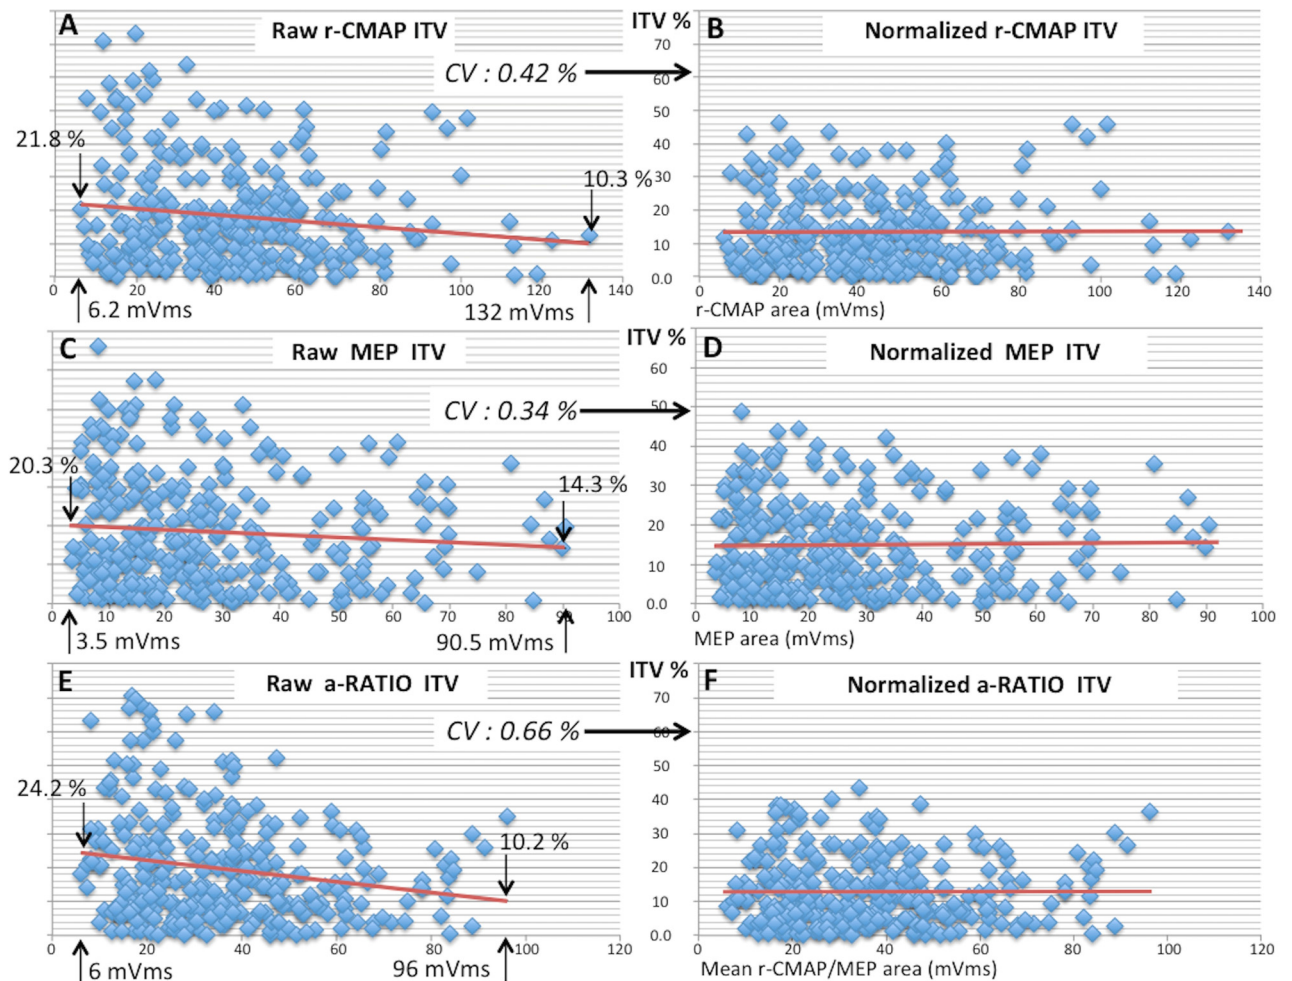 A
Raw r-CMAP ITV
ITV %
B
Normalized r-CMAP ITV
CV : 0.42 %
70
60
50
40
30
20
10
0.0
21.8 %
10.3 %
0 20 40 60 80 100 120 140
0 20 40 60 80 100 120 140
6.2 mVms
132 mVms
r-CMAP area (mVms)
C
Raw MEP ITV
ITV %
D
Normalized MEP ITV
CV : 0.34 %
60
50
40
30
20
10
0.0
20.3 %
14.3 %
0 10 20 30 40 50 60 70 80 90 100
0 10 20 30 40 50 60 70 80 90 100
3.5 mVms
90.5 mVms
MEP area (mVms)
E
Raw a-RATIO ITV
ITV %
F
Normalized a-RATIO ITV
CV : 0.66 %
70
60
50
40
30
20
10
0.0
24.2 %
10.2 %
0 20 40 60 80 100 120
0 20 40 60 80 100 120
6 mVms
96 mVms
Mean r-CMAP/MEP area (mVms)